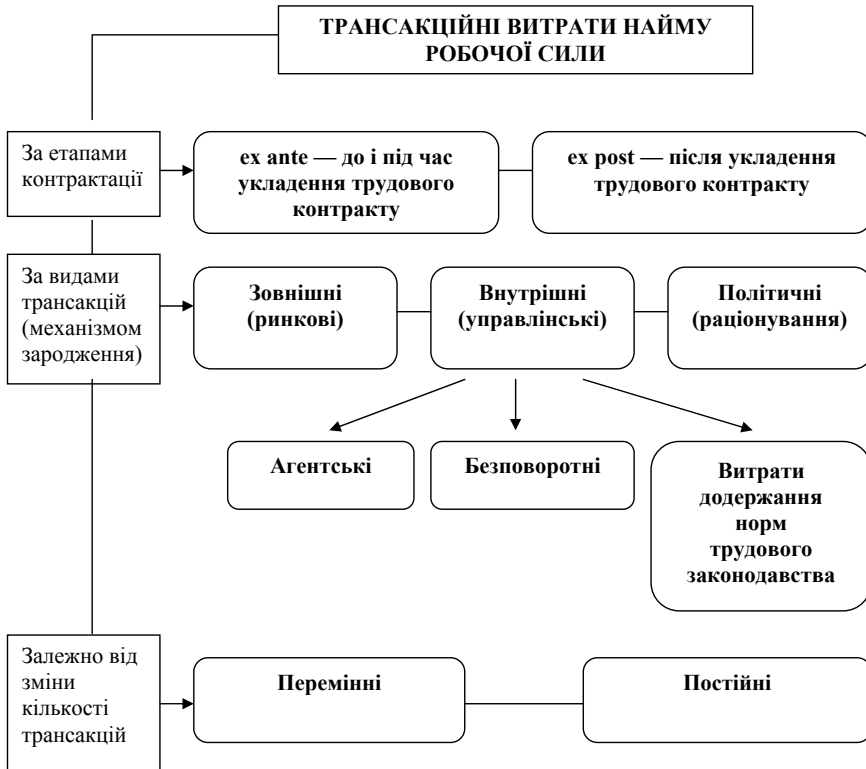 ТРАНСАКЦІЙНІ ВИТРАТИ НАЙМУ
РОБОЧОЇ СИЛИ
За етапами
контрактації
ex ante — до і під час
укладення трудового
контракту
ex post — після укладення
трудового контракту
За видами
трансакцій
(механізмом
зародження)
Зовнішні
(ринкові)
Внутрішні
(управлінські)
Політичні
(раціонування)
Агентські
Безповоротні
Витрати
додержання
норм
трудового
законодавства
Залежно від
зміни
кількості
трансакцій
Перемінні
Постійні